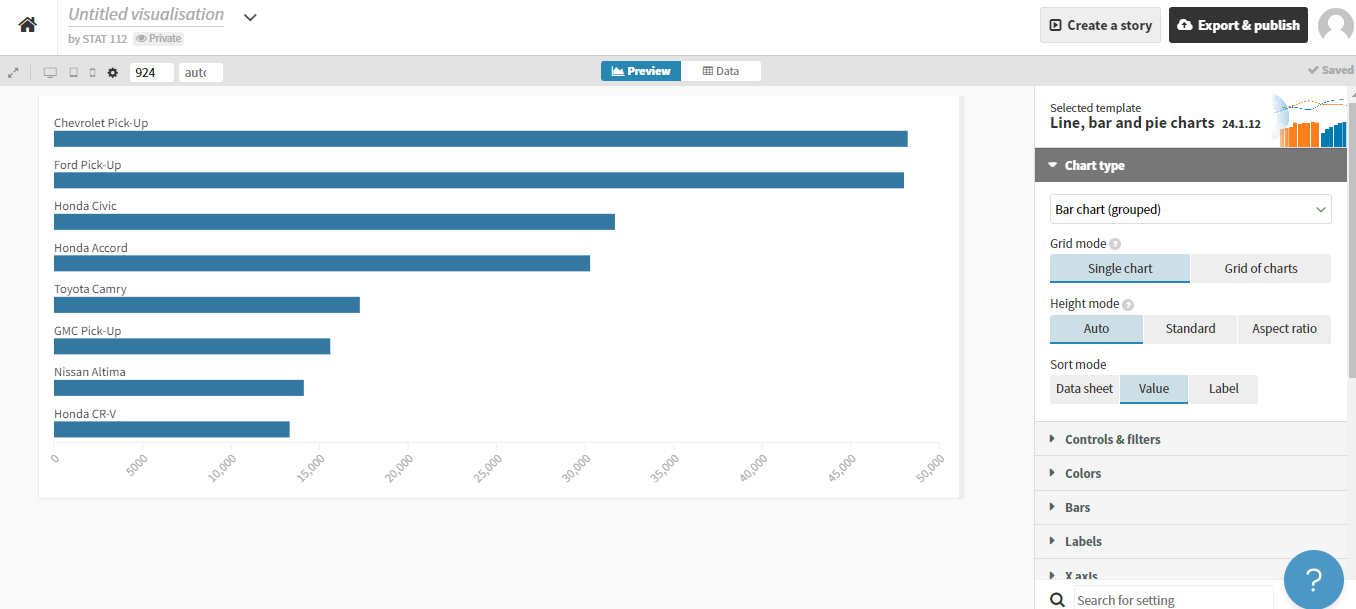 Untitled visualisation
by STAT 112 Private
Create a story
Export & publish
924
auto
Preview
Data
Saved
Chevrolet Pick-Up
Ford Pick-Up
Honda Civic
Honda Accord
Toyota Camry
GMC Pick-Up
Nissan Altima
Honda CR-V
0 5000 10,000 15,000 20,000 25,000 30,000 35,000 40,000 45,000 50,000
Selected template
Line, bar and pie charts 24.1.12
Chart type
Bar chart (grouped)
Grid mode ?
Single chart Grid of charts
Height mode ?
Auto Standard Aspect ratio
Sort mode
Data sheet Value Label
Controls & filters
Colors
Bars
Labels
X axis
Search for setting
?